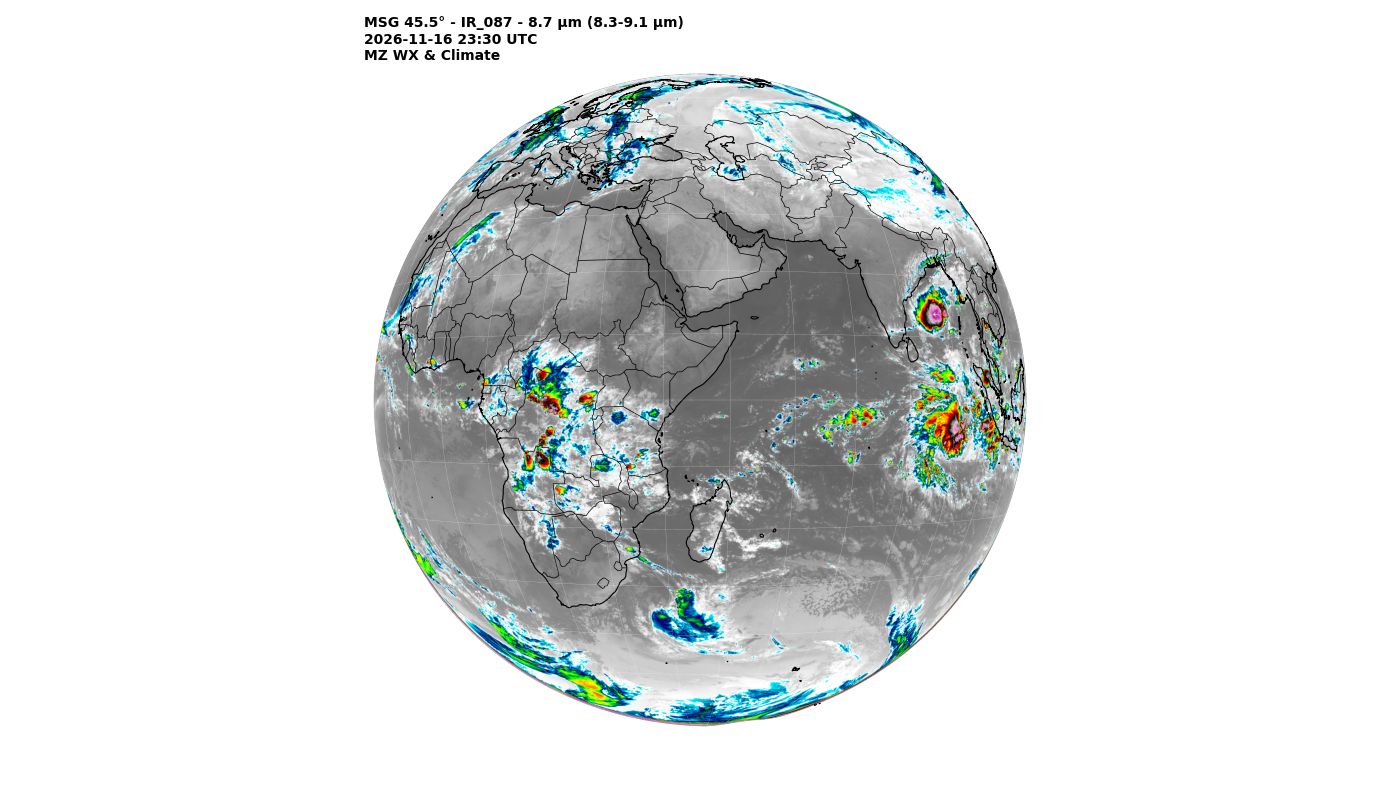 MSG 45.5° - IR_087 - 8.7 µm (8.3-9.1 µm)
2026-11-16 23:30 UTC
MZ WX & Climate